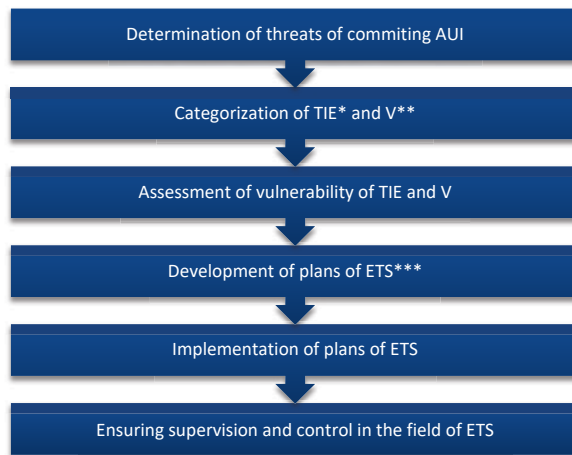 Determination of threats of commiting AUI
Categorization of TIE* and V**
Assessment of vulnerability of TIE and V
Development of plans of ETS***
Implementation of plans of ETS
Ensuring supervision and control in the field of ETS